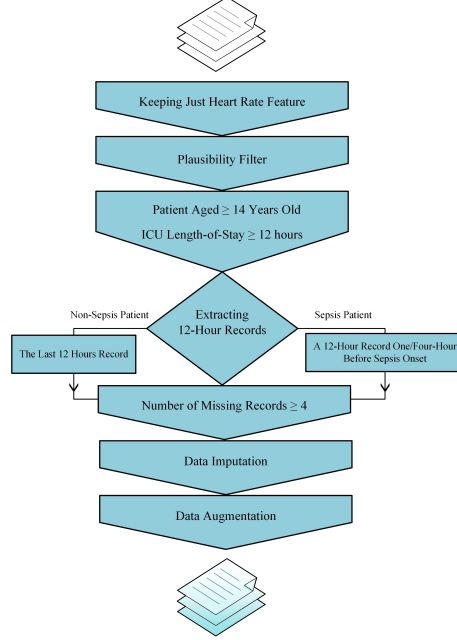 Keeping Just Heart Rate Feature
Plausibility Filter
Patient Aged ≥ 14 Years Old
ICU Length-of-Stay ≥ 12 hours
Non-Sepsis Patient
Extracting
12-Hour Records
Sepsis Patient
The Last 12 Hours Record
A 12-Hour Record One/Four-Hour
Before Sepsis Onset
Number of Missing Records ≥ 4
Data Imputation
Data Augmentation